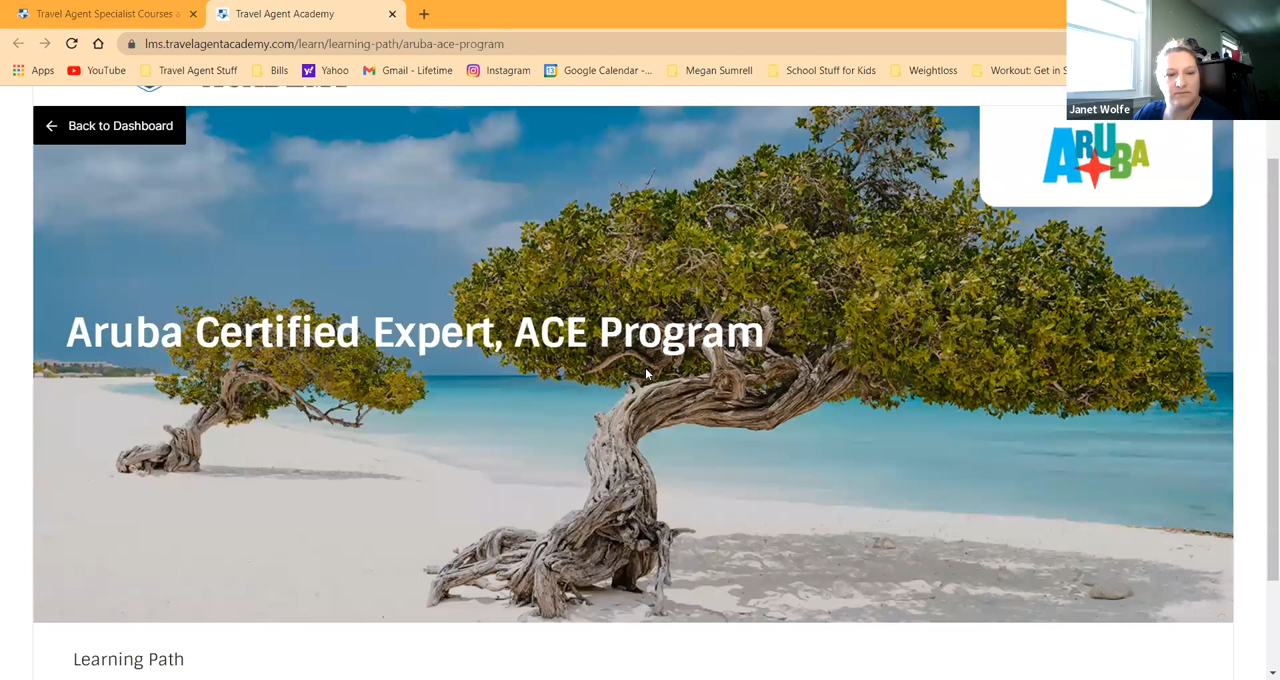 Travel Agent Specialist Courses
Travel Agent Academy
lms.travelagentacademy.com/learn/learning-path/aruba-ace-program
Apps
YouTube
Travel Agent Stuff
Bills
Yahoo
Gmail - Lifetime
Instagram
Google Calendar -...
Megan Sumrell
School Stuff for Kids
Weightloss
Workout: Get in S
Janet Wolfe
Back to Dashboard
ARUBA
Aruba Certified Expert, ACE Program
Learning Path